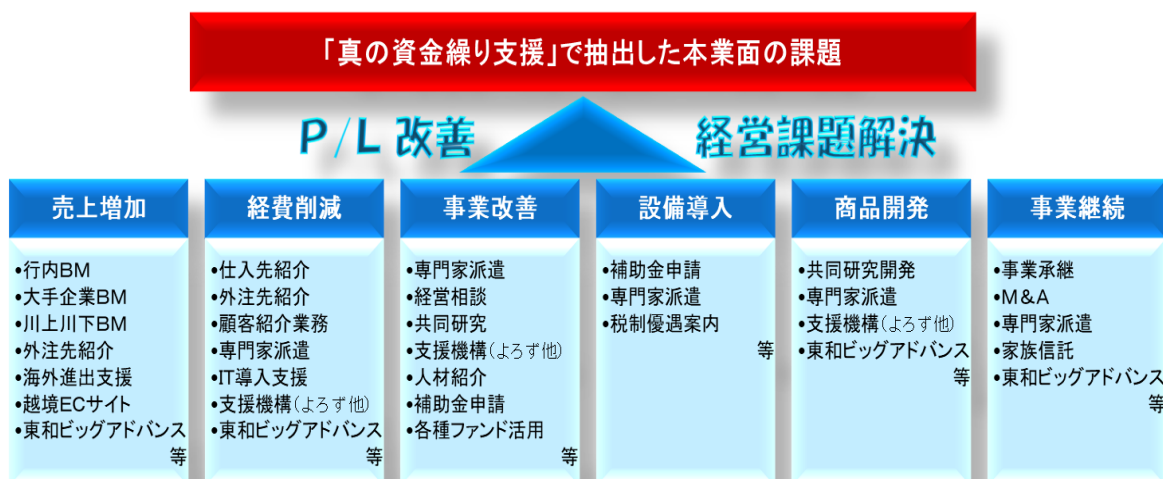 「真の資金繰り支援」で抽出した本業面の課題
P/L 改善
経営課題解決
売上増加
•行内BM
•大手企業BM
•川上川下BM
•外注先紹介
•海外進出支援
•越境ECサイト
•東和ビッグアドバンス
等
経費削減
•仕入先紹介
•外注先紹介
•顧客紹介業務
•専門家派遣
•IT導入支援
•支援機構(よろず他)
•東和ビッグアドバンス
等
事業改善
•専門家派遣
•経営相談
•共同研究
•支援機構(よろず他)
•人材紹介
•補助金申請
•各種ファンド活用
等
設備導入
•補助金申請
•専門家派遣
•税制優遇案内
等
商品開発
•共同研究開発
•専門家派遣
•支援機構(よろず他)
•東和ビッグアドバンス
等
事業継続
•事業承継
•M&A
•専門家派遣
•家族信託
•東和ビッグアドバンス
等